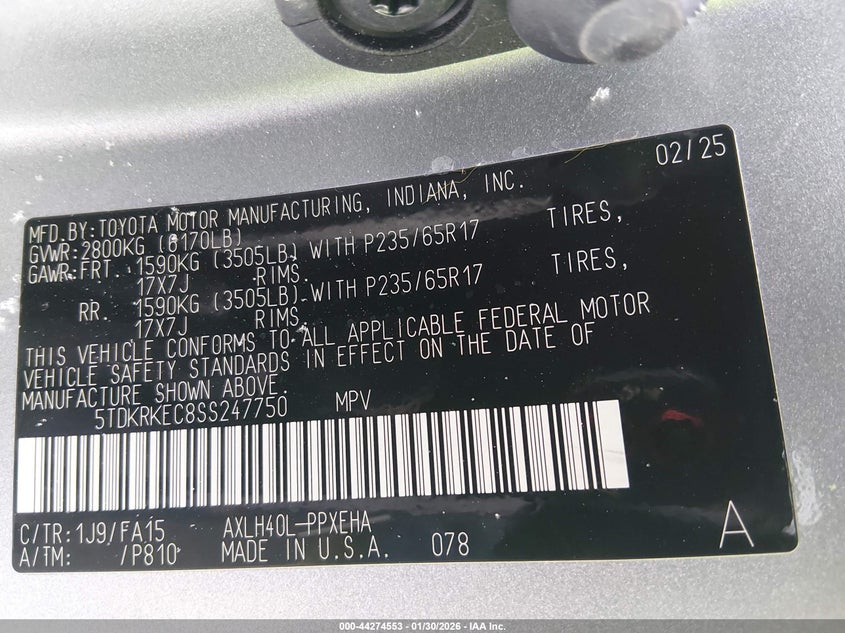 02/25
MFD.BY:TOYOTA MOTOR MANUFACTURING, INDIANA, INC.
GVWR:2800KG (6170LB)
GAWR:FRT. 1590KG (3505LB) WITH P235/65R17 TIRES,
17X7J RIMS,
RR. 1590KG (3505LB) WITH P235/65R17 TIRES,
17X7J RIMS,
THIS VEHICLE CONFORMS TO ALL APPLICABLE FEDERAL MOTOR
VEHICLE SAFETY STANDARDS IN EFFECT ON THE DATE OF
MANUFACTURE SHOWN ABOVE.
5TDKRKEC8SS247750 MPV
C/TR:1J9/FA15 AXLH40L-PPXEHA
A/TM: /P810 MADE IN U.S.A. 078
A
000-44274553 — 01/30/2026 — IAA Inc.